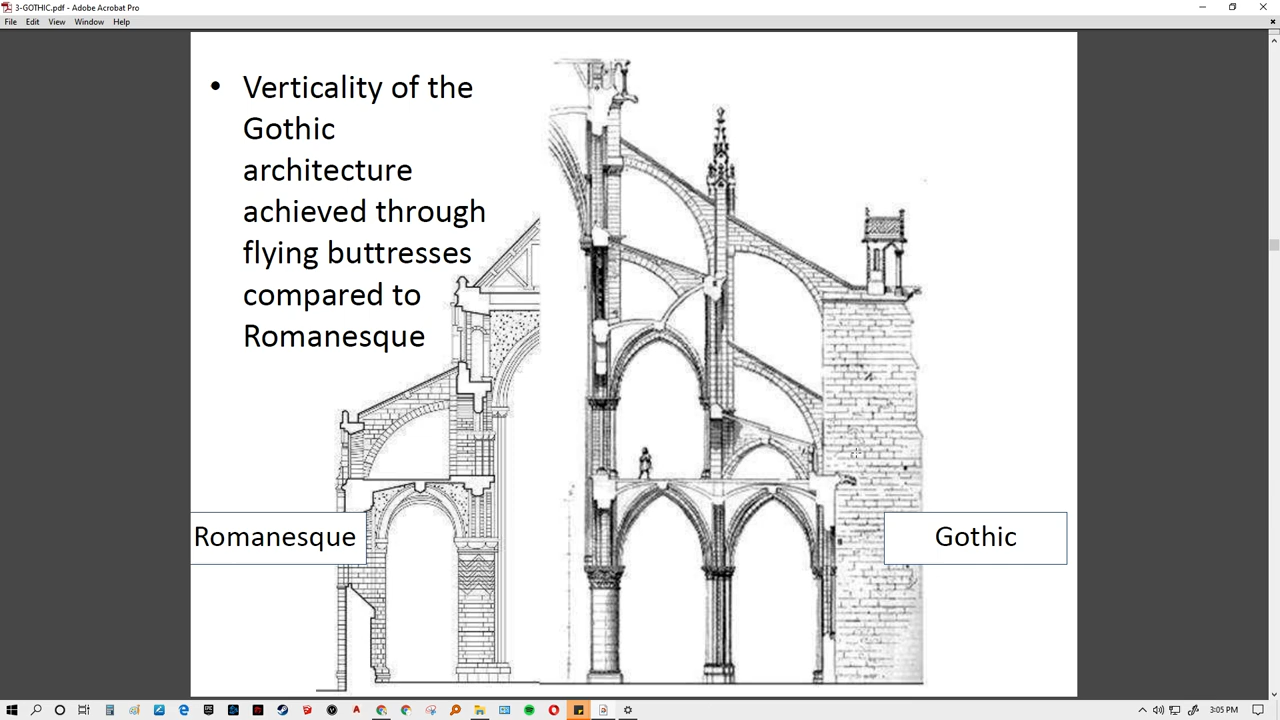 3-GOTHIC.pdf - Adobe Acrobat Pro
File Edit View Window Help
• Verticality of the
Gothic
architecture
achieved through
flying buttresses
compared to
Romanesque
Romanesque
Gothic
3:05 PM